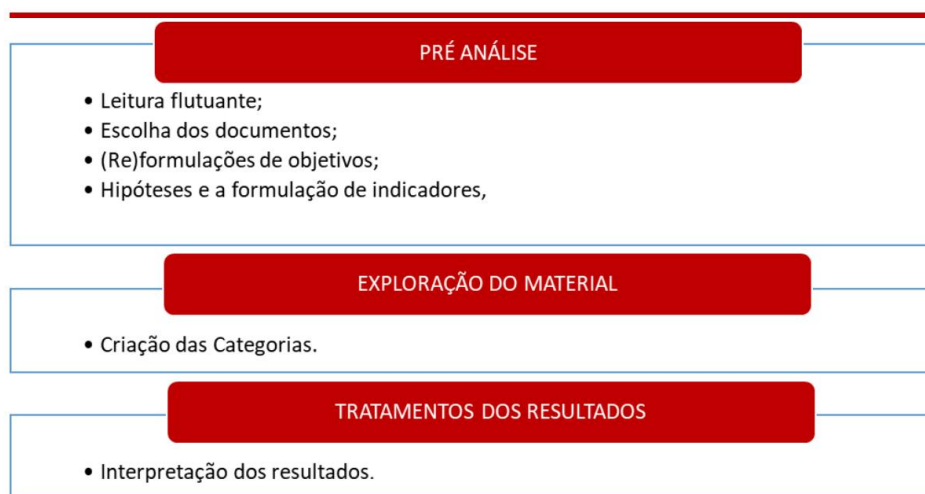 PRÉ ANÁLISE
• Leitura flutuante;
• Escolha dos documentos;
• (Re)formulações de objetivos;
• Hipóteses e a formulação de indicadores,
EXPLORAÇÃO DO MATERIAL
• Criação das Categorias.
TRATAMENTOS DOS RESULTADOS
• Interpretação dos resultados.